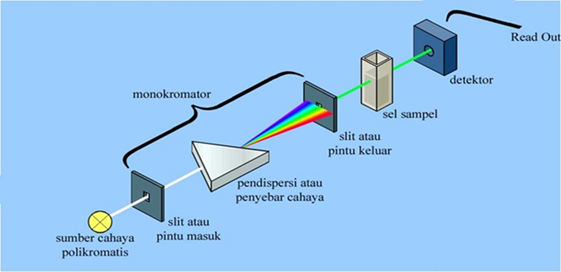 Read Out
detektor
monokromator
sel sampel
slit atau
pintu keluar
pendispersi atau
penyebar cahaya
slit atau
pintu masuk
sumber cahaya
polikromatis